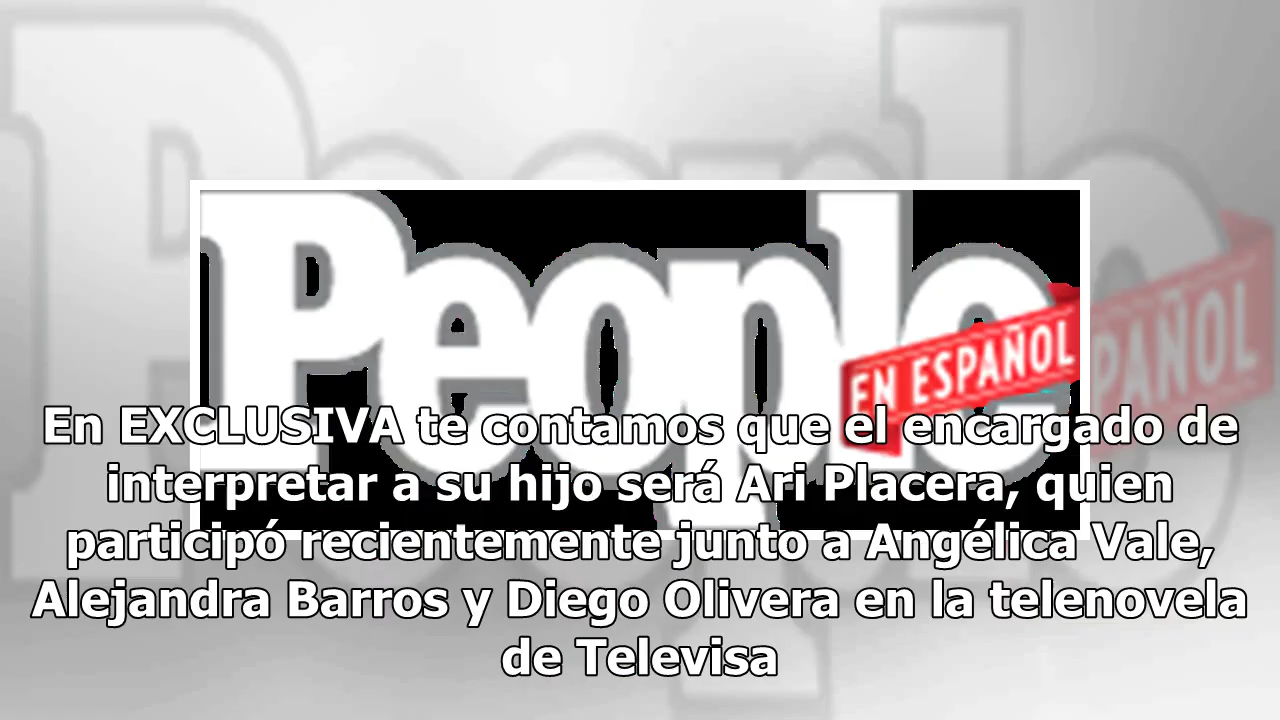 People
EN ESPAÑOL
PAÑOL
En EXCLUSIVA te contamos que el encargado de
interpretar a su hijo será Ari Placera, quien
participó recientemente junto a Angélica Vale,
Alejandra Barros y Diego Olivera en la telenovela
de Televisa